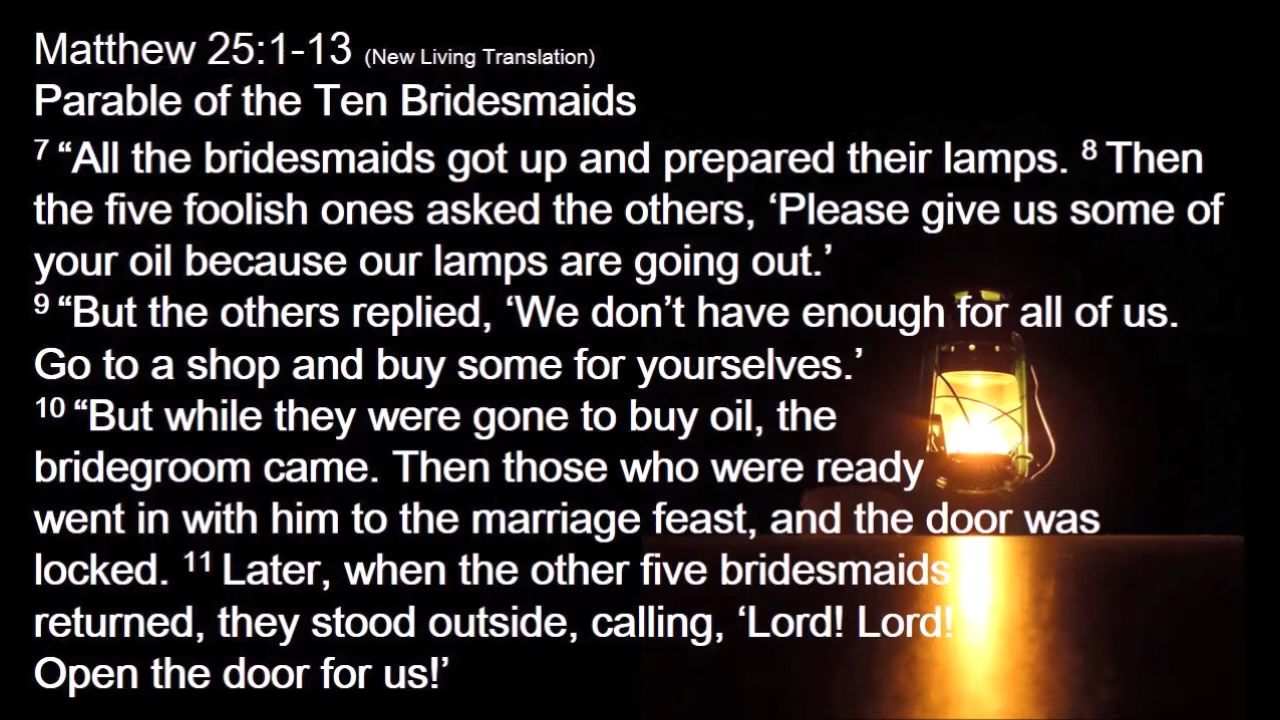 Matthew 25:1-13 (New Living Translation)
Parable of the Ten Bridesmaids
7 “All the bridesmaids got up and prepared their lamps. 8 Then
the five foolish ones asked the others, ‘Please give us some of
your oil because our lamps are going out.’
9 “But the others replied, ‘We don’t have enough for all of us.
Go to a shop and buy some for yourselves.’
10 “But while they were gone to buy oil, the
bridegroom came. Then those who were ready
went in with him to the marriage feast, and the door was
locked. 11 Later, when the other five bridesmaids
returned, they stood outside, calling, ‘Lord! Lord!
Open the door for us!’